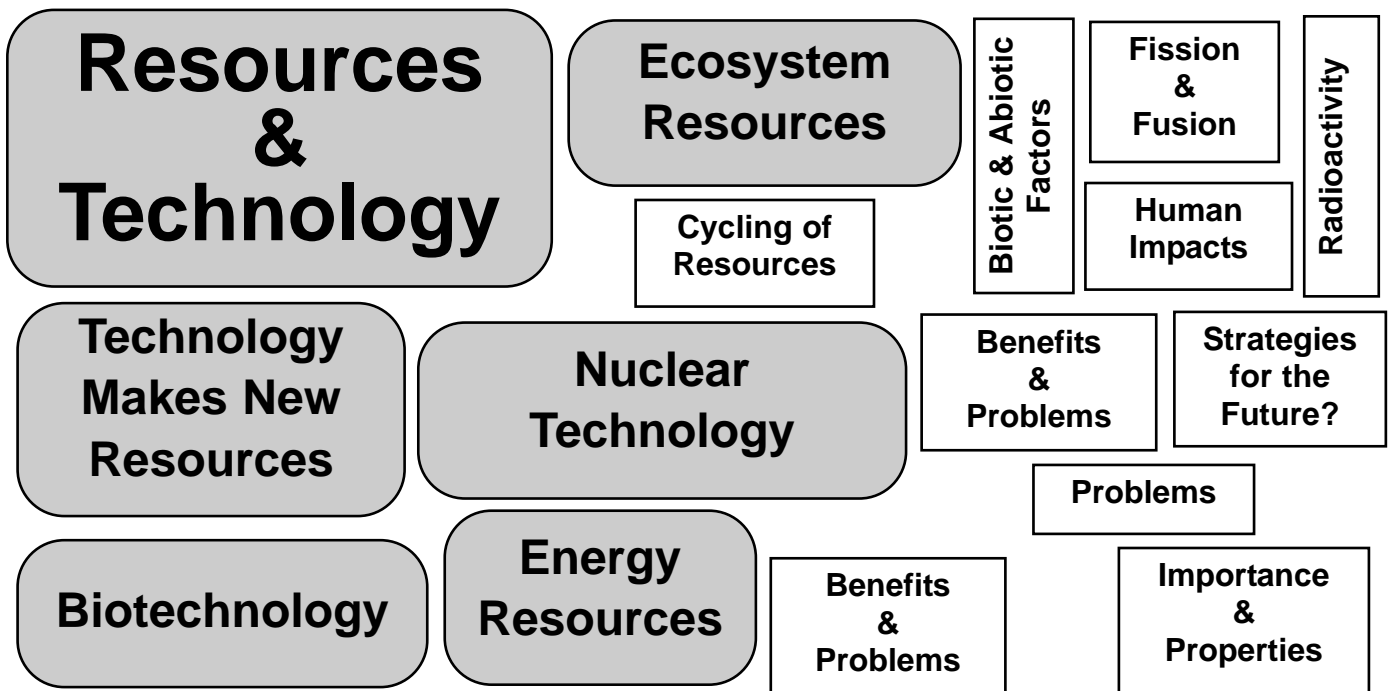 Resources
&
Technology
Ecosystem
Resources
Biotic & Abiotic
Factors
Fission
&
Fusion
Radioactivity
Cycling of
Resources
Human
Impacts
Technology
Makes New
Resources
Nuclear
Technology
Benefits
&
Problems
Strategies
for the
Future?
Problems
Biotechnology
Energy
Resources
Benefits
&
Problems
Importance
&
Properties